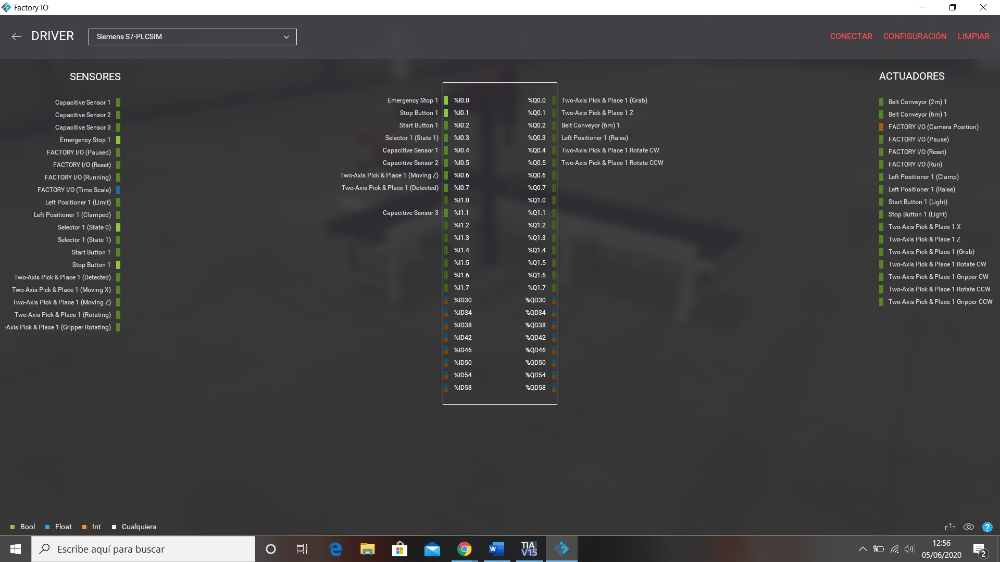 Factory IO
DRIVER
Siemens S7-PLCSIM
CONECTAR CONFIGURACIÓN LIMPIAR
SENSORES
Capacitive Sensor 1
Capacitive Sensor 2
Capacitive Sensor 3
Emergency Stop 1
FACTORY I/O (Paused)
FACTORY I/O (Reset)
FACTORY I/O (Running)
FACTORY I/O (Time Scale)
Left Positioner 1 (Limit)
Left Positioner 1 (Clamped)
Selector 1 (State 0)
Selector 1 (State 1)
Start Button 1
Stop Button 1
Two-Axis Pick & Place 1 (Detected)
Two-Axis Pick & Place 1 (Moving X)
Two-Axis Pick & Place 1 (Moving Z)
Two-Axis Pick & Place 1 (Rotating)
-Axis Pick & Place 1 (Gripper Rotating)
Emergency Stop 1 %I0.0 %Q0.0 Two-Axis Pick & Place 1 (Grab)
Stop Button 1 %I0.1 %Q0.1 Two-Axis Pick & Place 1 Z
Start Button 1 %I0.2 %Q0.2 Belt Conveyor (6m) 1
Selector 1 (State 1) %I0.3 %Q0.3 Left Positioner 1 (Raise)
Capacitive Sensor 1 %I0.4 %Q0.4 Two-Axis Pick & Place 1 Rotate CW
Capacitive Sensor 2 %I0.5 %Q0.5 Two-Axis Pick & Place 1 Rotate CCW
Two-Axis Pick & Place 1 (Moving Z) %I0.6 %Q0.6
Two-Axis Pick & Place 1 (Detected) %I0.7 %Q0.7
%I1.0 %Q1.0
Capacitive Sensor 3 %I1.1 %Q1.1
%I1.2 %Q1.2
%I1.3 %Q1.3
%I1.4 %Q1.4
%I1.5 %Q1.5
%I1.6 %Q1.6
%I1.7 %Q1.7
%ID30 %QD30
%ID34 %QD34
%ID38 %QD38
%ID42 %QD42
%ID46 %QD46
%ID50 %QD50
%ID54 %QD54
%ID58 %QD58
ACTUADORES
Belt Conveyor (2m) 1
Belt Conveyor (6m) 1
FACTORY I/O (Camera Position)
FACTORY I/O (Pause)
FACTORY I/O (Reset)
FACTORY I/O (Run)
Left Positioner 1 (Clamp)
Left Positioner 1 (Raise)
Start Button 1 (Light)
Stop Button 1 (Light)
Two-Axis Pick & Place 1 X
Two-Axis Pick & Place 1 Z
Two-Axis Pick & Place 1 (Grab)
Two-Axis Pick & Place 1 Rotate CW
Two-Axis Pick & Place 1 Gripper CW
Two-Axis Pick & Place 1 Rotate CCW
Two-Axis Pick & Place 1 Gripper CCW
Bool Float Int Cualquiera
?
Escribe aquí para buscar
W
TIA
V15
12:56
05/06/2020
2